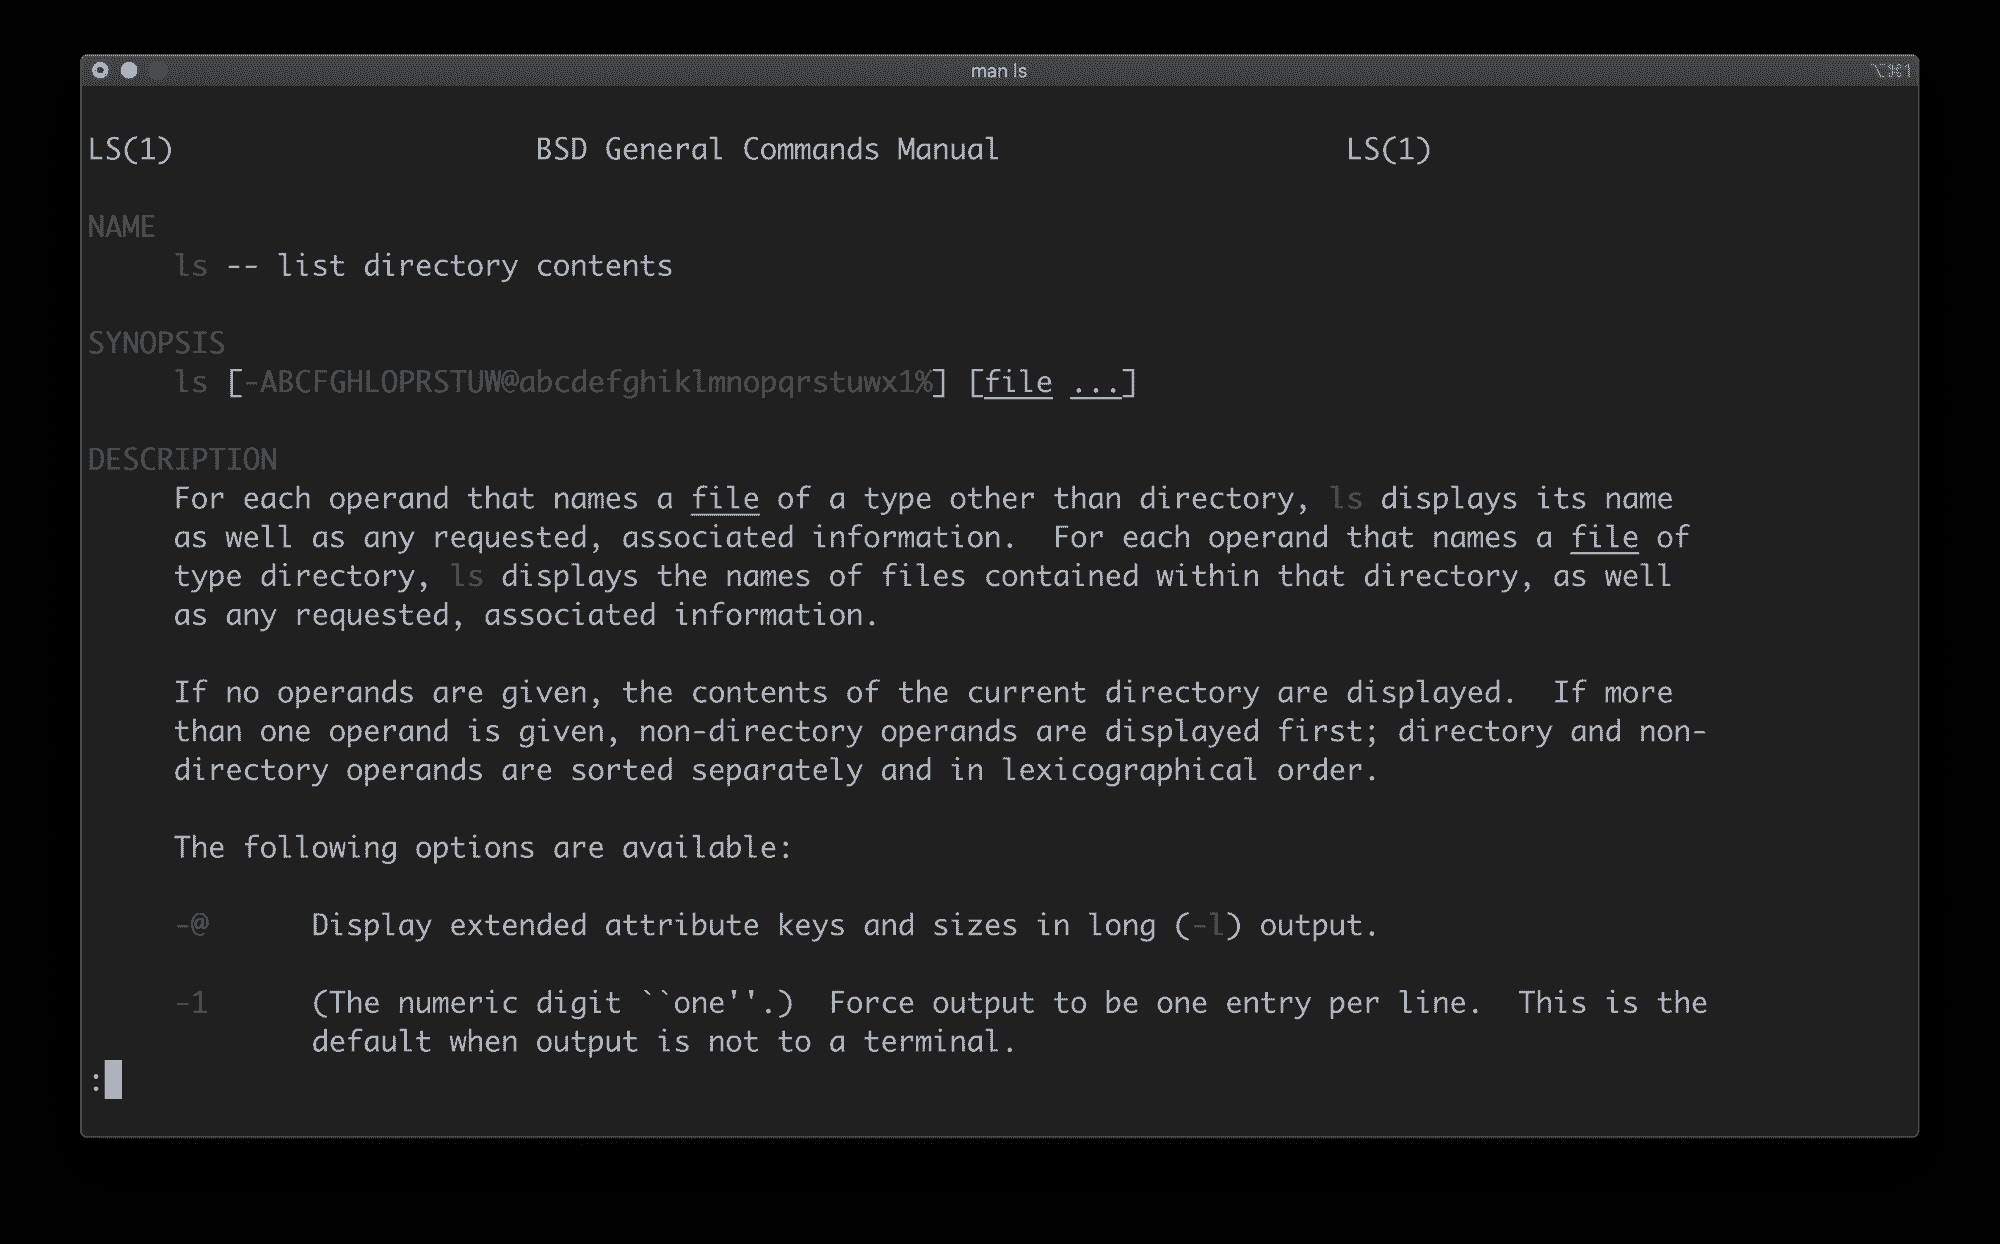 man ls
⌥⌘1
LS(1) BSD General Commands Manual LS(1)
NAME
ls -- list directory contents
SYNOPSIS
ls [-ABCFGHLOPRSTUW@abcdefghiklmnopqrstuwx1%] [file ...]
DESCRIPTION
For each operand that names a file of a type other than directory, ls displays its name
as well as any requested, associated information.  For each operand that names a file of
type directory, ls displays the names of files contained within that directory, as well
as any requested, associated information.
If no operands are given, the contents of the current directory are displayed.  If more
than one operand is given, non-directory operands are displayed first; directory and non-
directory operands are sorted separately and in lexicographical order.
The following options are available:
-@ Display extended attribute keys and sizes in long (-l) output.
-1 (The numeric digit ``one''.)  Force output to be one entry per line.  This is the
default when output is not to a terminal.
: